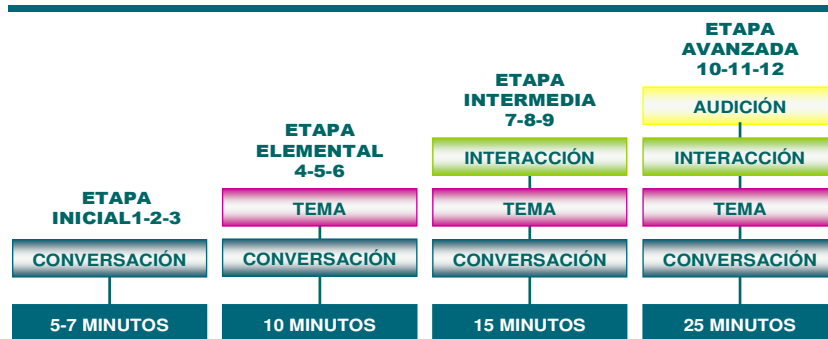 ETAPA
INICIAL1-2-3
CONVERSACIÓN
5-7 MINUTOS
ETAPA
ELEMENTAL
4-5-6
TEMA
CONVERSACIÓN
10 MINUTOS
ETAPA
INTERMEDIA
7-8-9
INTERACCIÓN
TEMA
CONVERSACIÓN
15 MINUTOS
ETAPA
AVANZADA
10-11-12
AUDICIÓN
INTERACCIÓN
TEMA
CONVERSACIÓN
25 MINUTOS